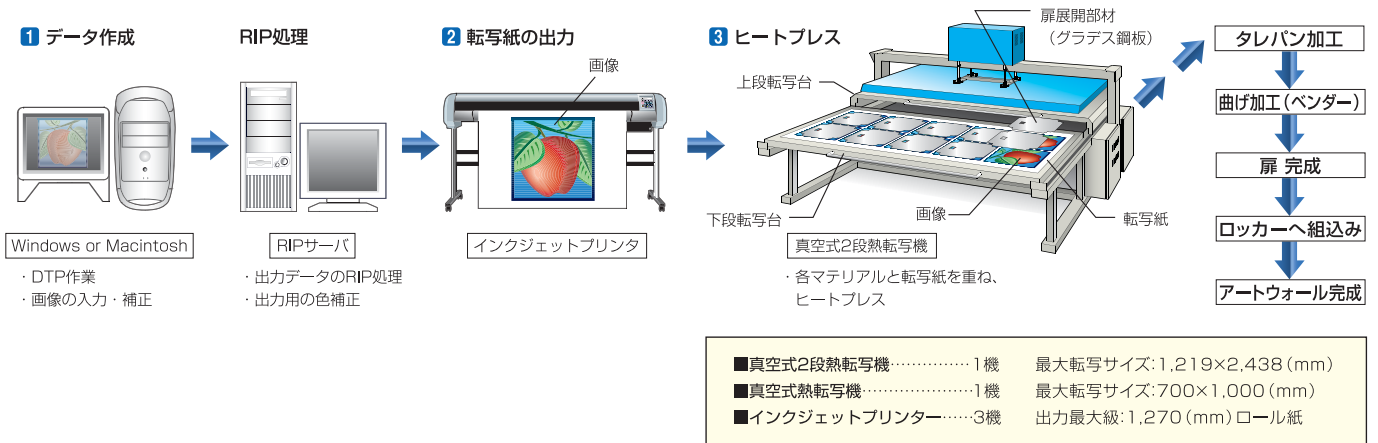 1 データ作成
Windows or Macintosh
・DTP作業
・画像の入力・補正
RIP処理
RIPサーバ
・出力データのRIP処理
・出力用の色補正
2 転写紙の出力
画像
インクジェットプリンタ
3 ヒートプレス
扉展開部材
（グラデス鋼板）
上段転写台
下段転写台
画像
転写紙
真空式2段熱転写機
・各マテリアルと転写紙を重ね、
ヒートプレス
タレパン加工
曲げ加工（ベンダー）
扉 完成
ロッカーへ組込み
アートウォール完成
■真空式2段熱転写機……………1機 最大転写サイズ:1,219×2,438（mm）
■真空式熱転写機…………………1機 最大転写サイズ:700×1,000（mm）
■インクジェットプリンター……3機 出力最大級:1,270（mm）ロール紙